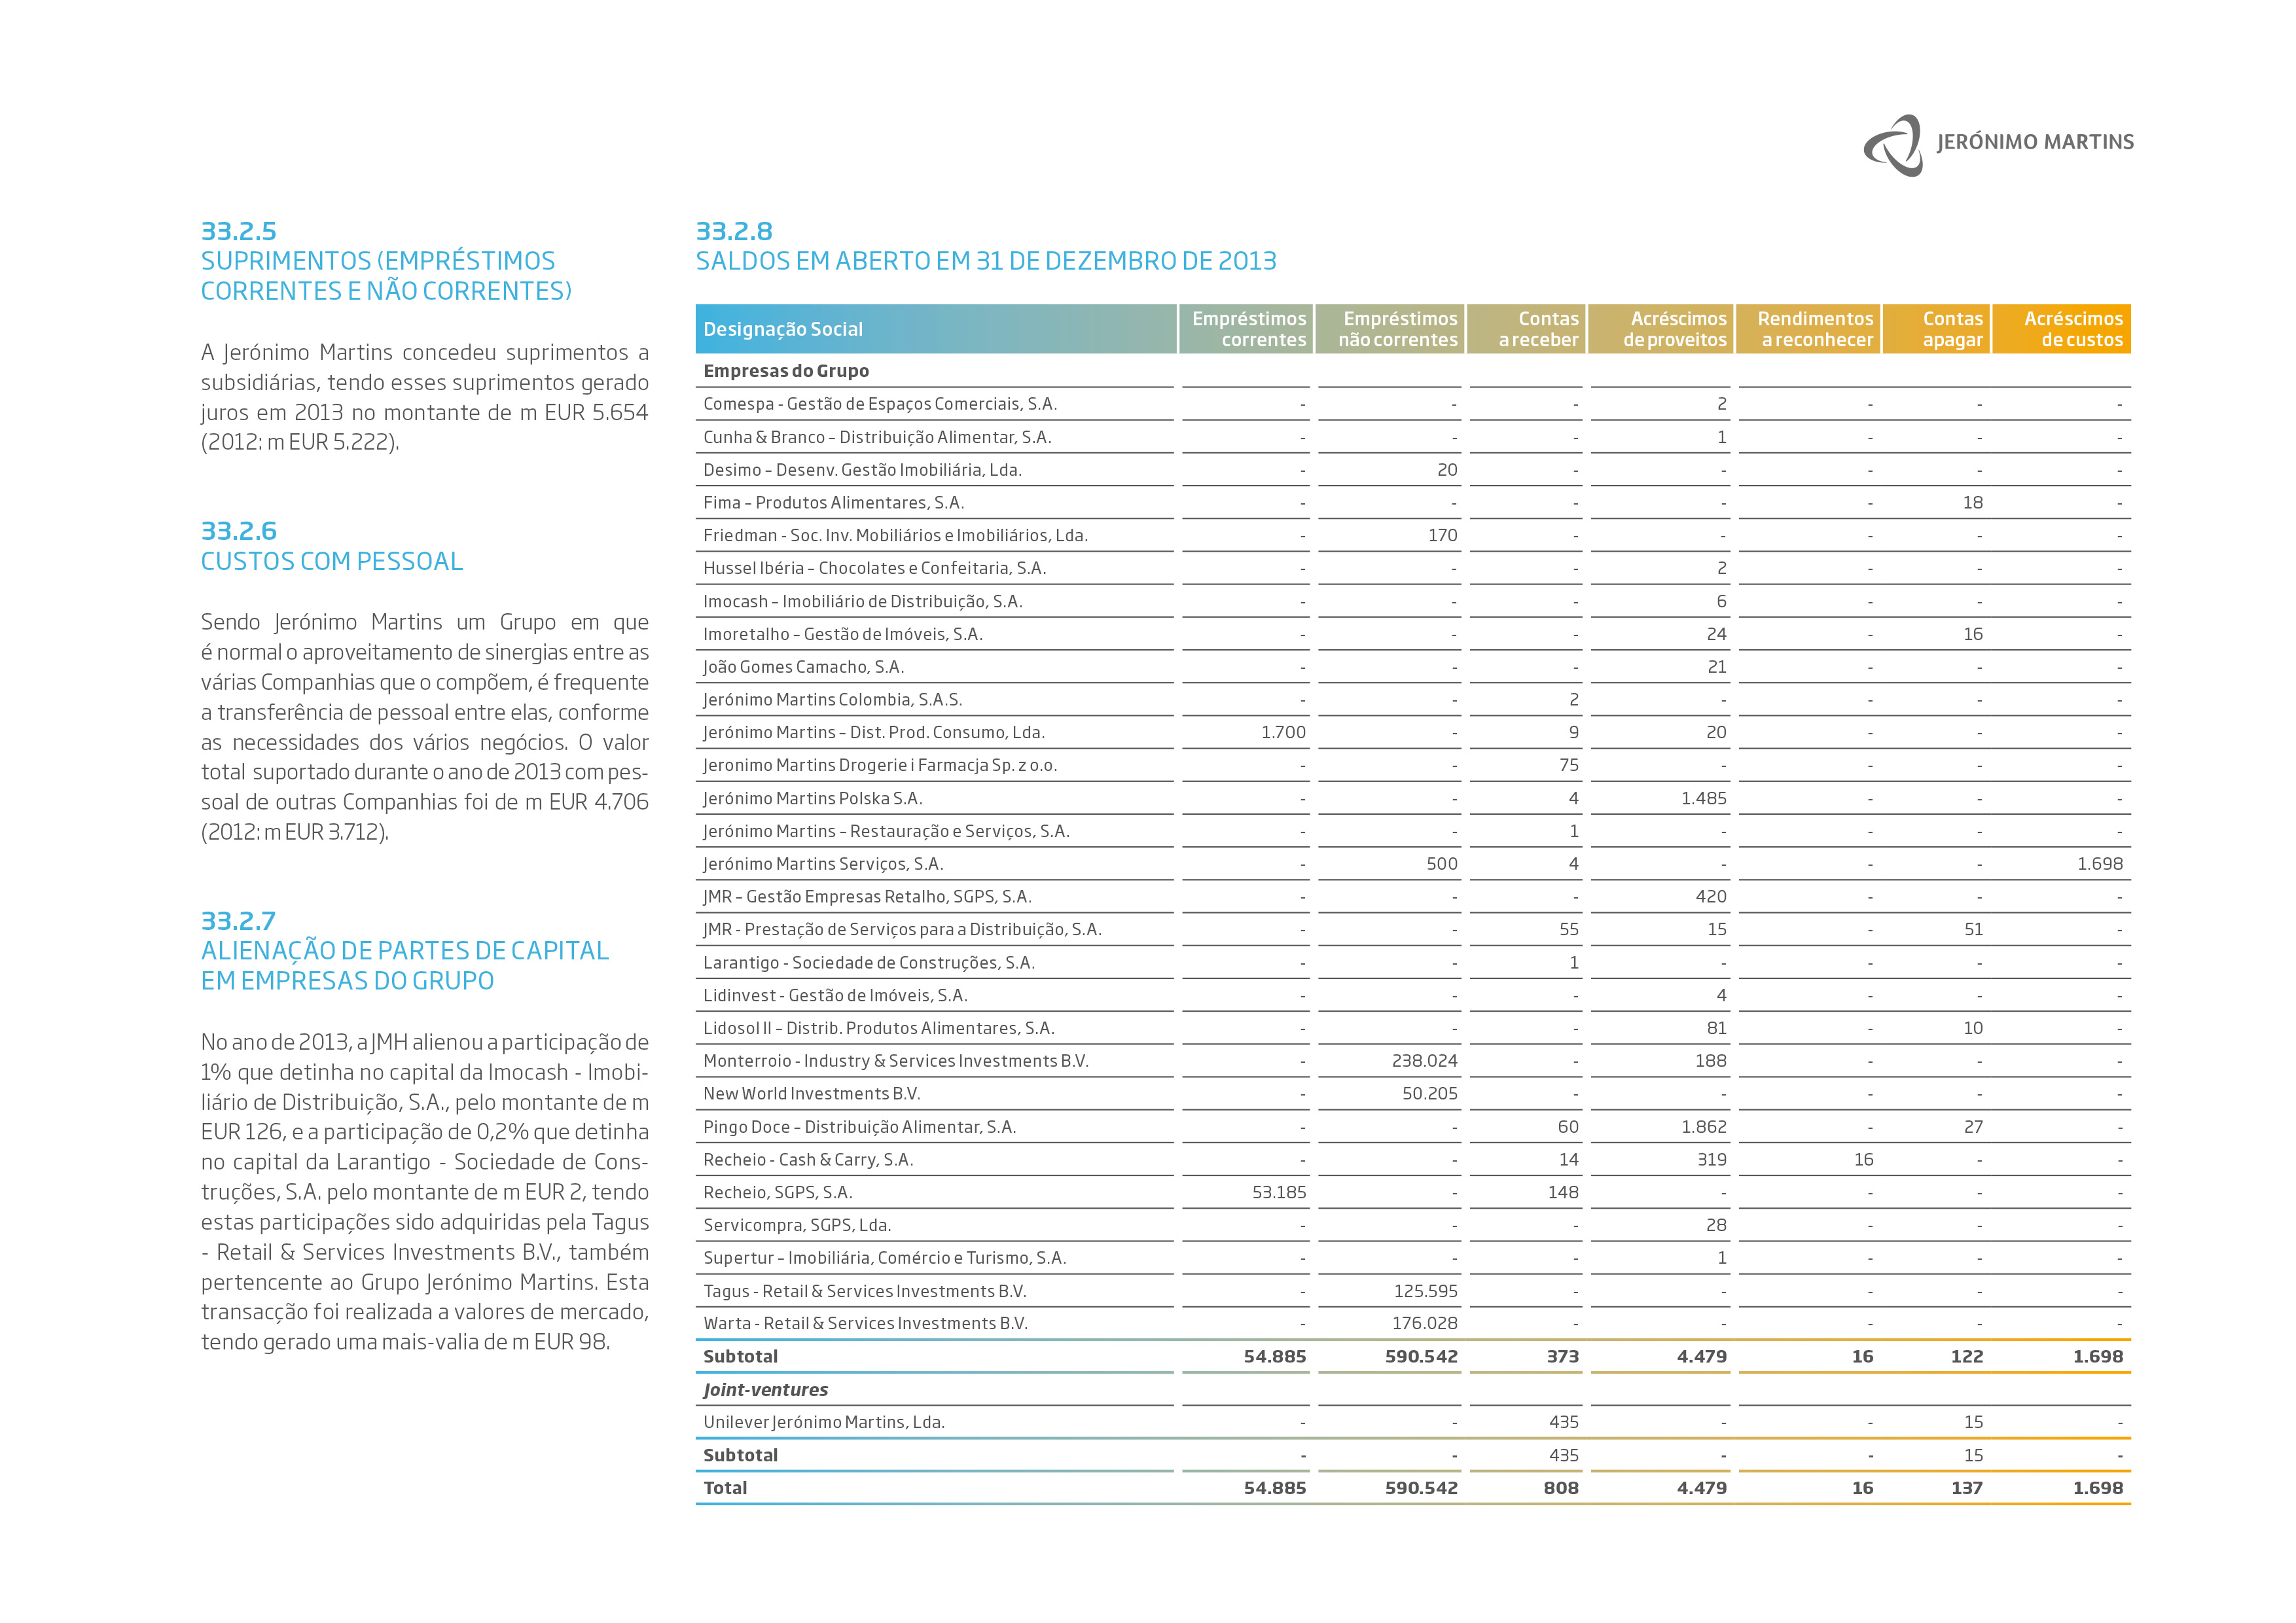 JERÓNIMO MARTINS
33.2.5
SUPRIMENTOS (EMPRÉSTIMOS
CORRENTES E NÃO CORRENTES)
A Jerónimo Martins concedeu suprimentos a
subsidiárias, tendo esses suprimentos gerado
juros em 2013 no montante de m EUR 5.654
(2012: m EUR 5.222).
33.2.6
CUSTOS COM PESSOAL
Sendo Jerónimo Martins um Grupo em que
é normal o aproveitamento de sinergias entre as
várias Companhias que o compõem, é frequente
a transferência de pessoal entre elas, conforme
as necessidades dos vários negócios. O valor
total suportado durante o ano de 2013 com pes-
soal de outras Companhias foi de m EUR 4.706
(2012: m EUR 3.712).
33.2.7
ALIENAÇÃO DE PARTES DE CAPITAL
EM EMPRESAS DO GRUPO
No ano de 2013, a JMH alienou a participação de
1% que detinha no capital da Imocash - Imobi-
liário de Distribuição, S.A., pelo montante de m
EUR 126, e a participação de 0,2% que detinha
no capital da Larantigo - Sociedade de Cons-
truções, S.A. pelo montante de m EUR 2, tendo
estas participações sido adquiridas pela Tagus
- Retail & Services Investments B.V., também
pertencente ao Grupo Jerónimo Martins. Esta
transacção foi realizada a valores de mercado,
tendo gerado uma mais-valia de m EUR 98.
33.2.8
SALDOS EM ABERTO EM 31 DE DEZEMBRO DE 2013
Designação Social Empréstimos correntes Empréstimos não correntes Contas a receber Acréscimos de proveitos Rendimentos a reconhecer Contas apagar Acréscimos de custos
Empresas do Grupo
Comespa - Gestão de Espaços Comerciais, S.A. - - - 2 - - -
Cunha & Branco – Distribuição Alimentar, S.A. - - - 1 - - -
Desimo – Desenv. Gestão Imobiliária, Lda. - 20 - - - - -
Fima – Produtos Alimentares, S.A. - - - - - 18 -
Friedman - Soc. Inv. Mobiliários e Imobiliários, Lda. - 170 - - - - -
Hussel Ibéria – Chocolates e Confeitaria, S.A. - - - 2 - - -
Imocash – Imobiliário de Distribuição, S.A. - - - 6 - - -
Imoretalho – Gestão de Imóveis, S.A. - - - 24 - 16 -
João Gomes Camacho, S.A. - - - 21 - - -
Jerónimo Martins Colombia, S.A.S. - - 2 - - - -
Jerónimo Martins – Dist. Prod. Consumo, Lda. 1.700 - 9 20 - - -
Jeronimo Martins Drogerie i Farmacja Sp. z o.o. - - 75 - - - -
Jerónimo Martins Polska S.A. - - 4 1.485 - - -
Jerónimo Martins – Restauração e Serviços, S.A. - - 1 - - - -
Jerónimo Martins Serviços, S.A. - 500 4 - - - 1.698
JMR – Gestão Empresas Retalho, SGPS, S.A. - - - 420 - - -
JMR - Prestação de Serviços para a Distribuição, S.A. - - 55 15 - 51 -
Larantigo - Sociedade de Construções, S.A. - - 1 - - - -
Lidinvest - Gestão de Imóveis, S.A. - - - 4 - - -
Lidosol II – Distrib. Produtos Alimentares, S.A. - - - 81 - 10 -
Monterroio - Industry & Services Investments B.V. - 238.024 - 188 - - -
New World Investments B.V. - 50.205 - - - - -
Pingo Doce – Distribuição Alimentar, S.A. - - 60 1.862 - 27 -
Recheio - Cash & Carry, S.A. - - 14 319 16 - -
Recheio, SGPS, S.A. 53.185 - 148 - - - -
Servicompra, SGPS, Lda. - - - 28 - - -
Supertur – Imobiliária, Comércio e Turismo, S.A. - - - 1 - - -
Tagus - Retail & Services Investments B.V. - 125.595 - - - - -
Warta - Retail & Services Investments B.V. - 176.028 - - - - -
Subtotal 54.885 590.542 373 4.479 16 122 1.698
Joint-ventures
Unilever Jerónimo Martins, Lda. - - 435 - - 15 -
Subtotal - - 435 - - 15 -
Total 54.885 590.542 808 4.479 16 137 1.698